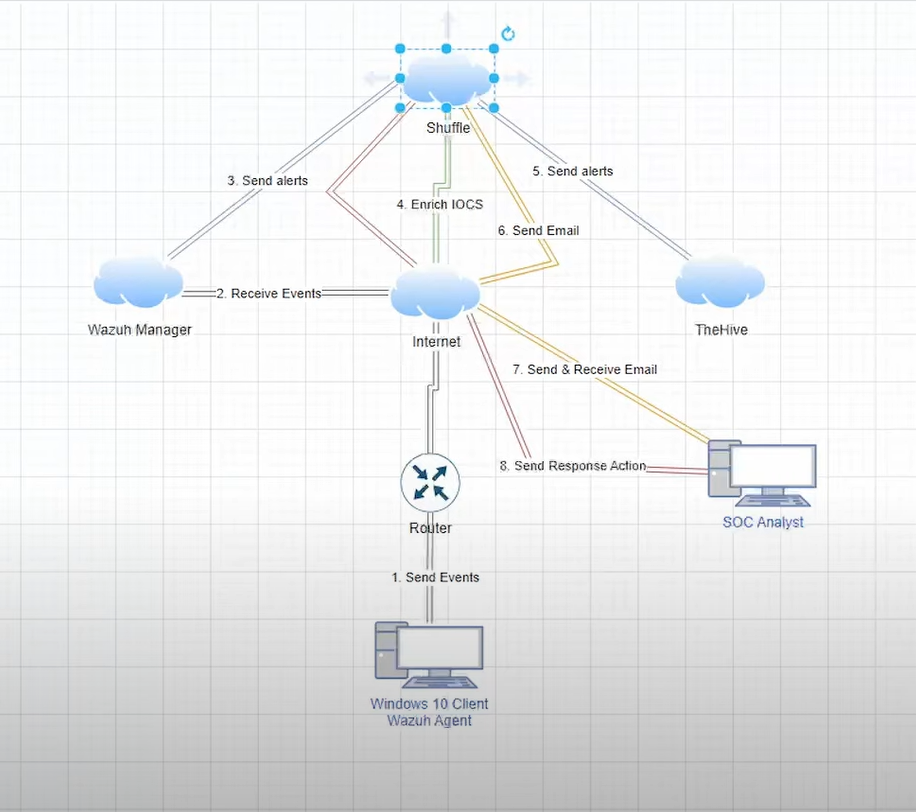 Shuffle
3. Send alerts
5. Send alerts
4. Enrich IOCS
6. Send Email
2. Receive Events
Wazuh Manager
Internet
TheHive
7. Send & Receive Email
8. Send Response Action
SOC Analyst
Router
1. Send Events
Windows 10 Client
Wazuh Agent